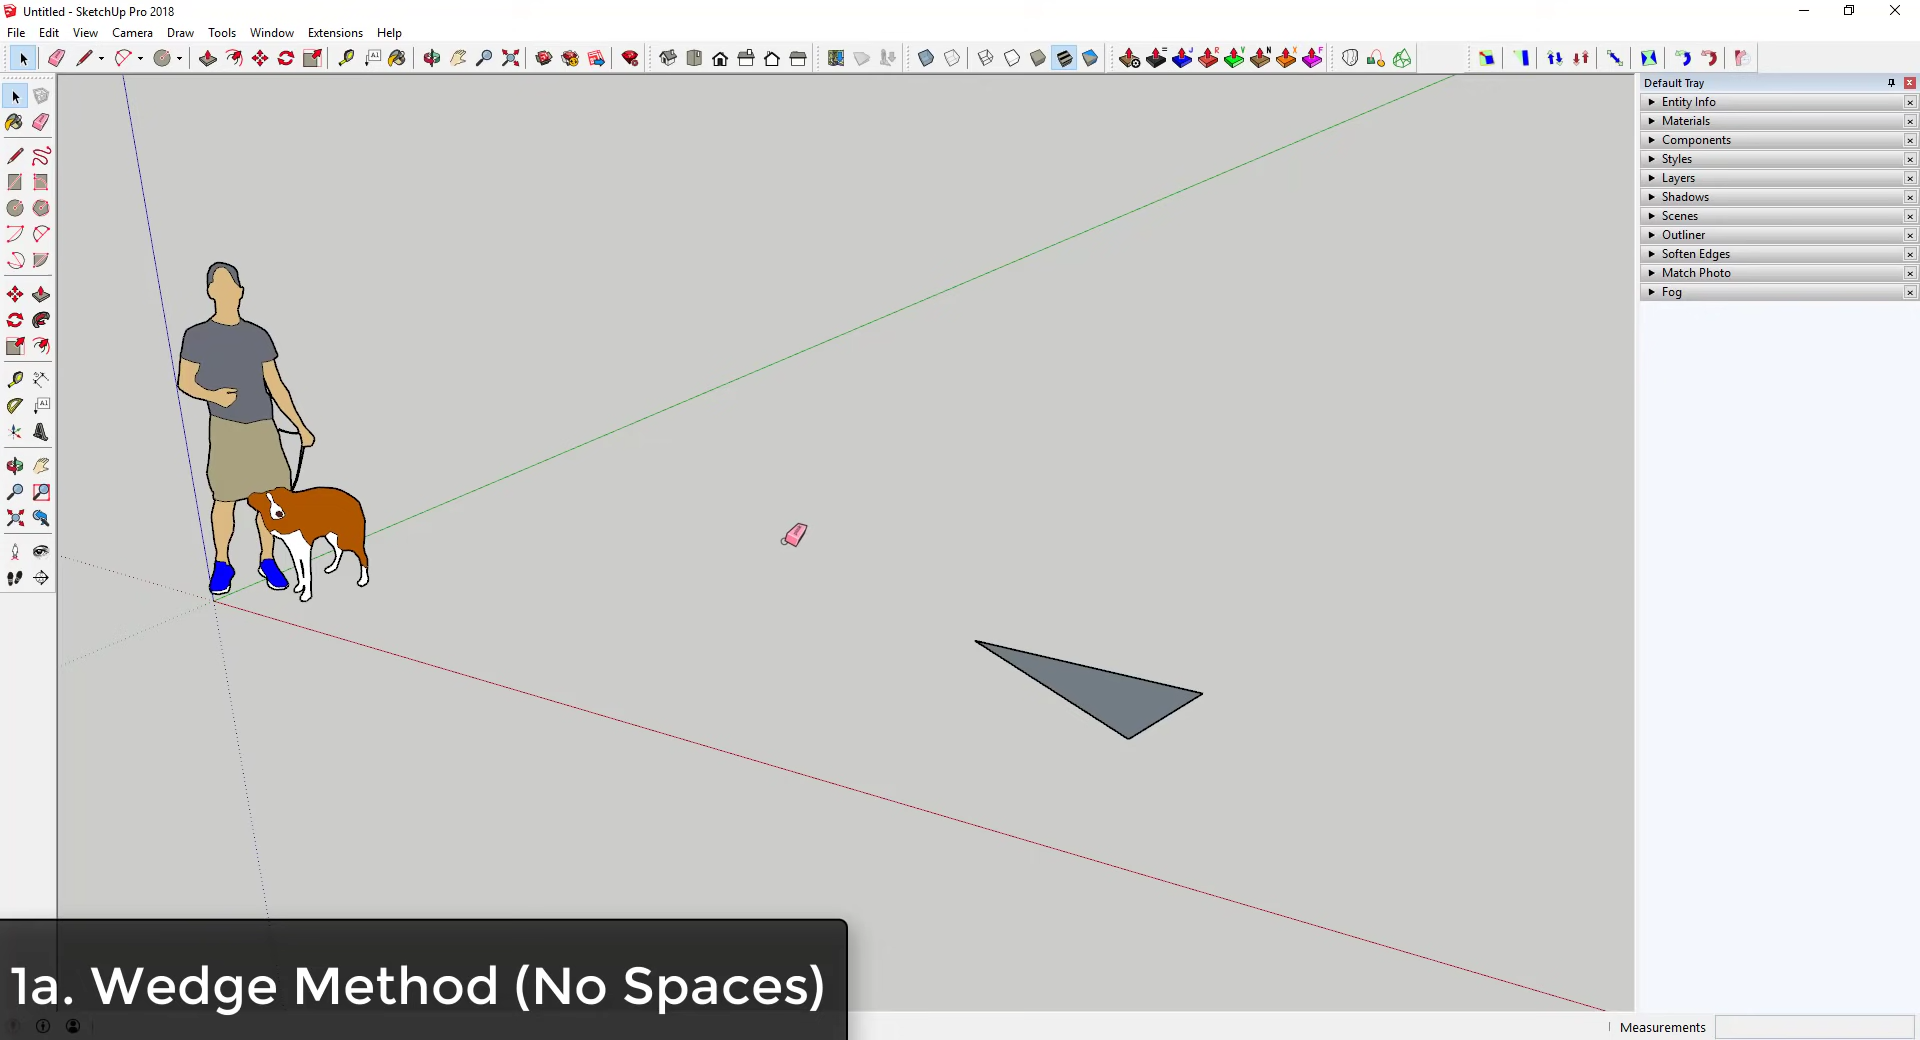 Untitled - SketchUp Pro 2018
File Edit View Camera Draw Tools Window Extensions Help
Default Tray
Entity Info
Materials
Components
Styles
Layers
Shadows
Scenes
Outliner
Soften Edges
Match Photo
Fog
1a. Wedge Method (No Spaces)
Measurements